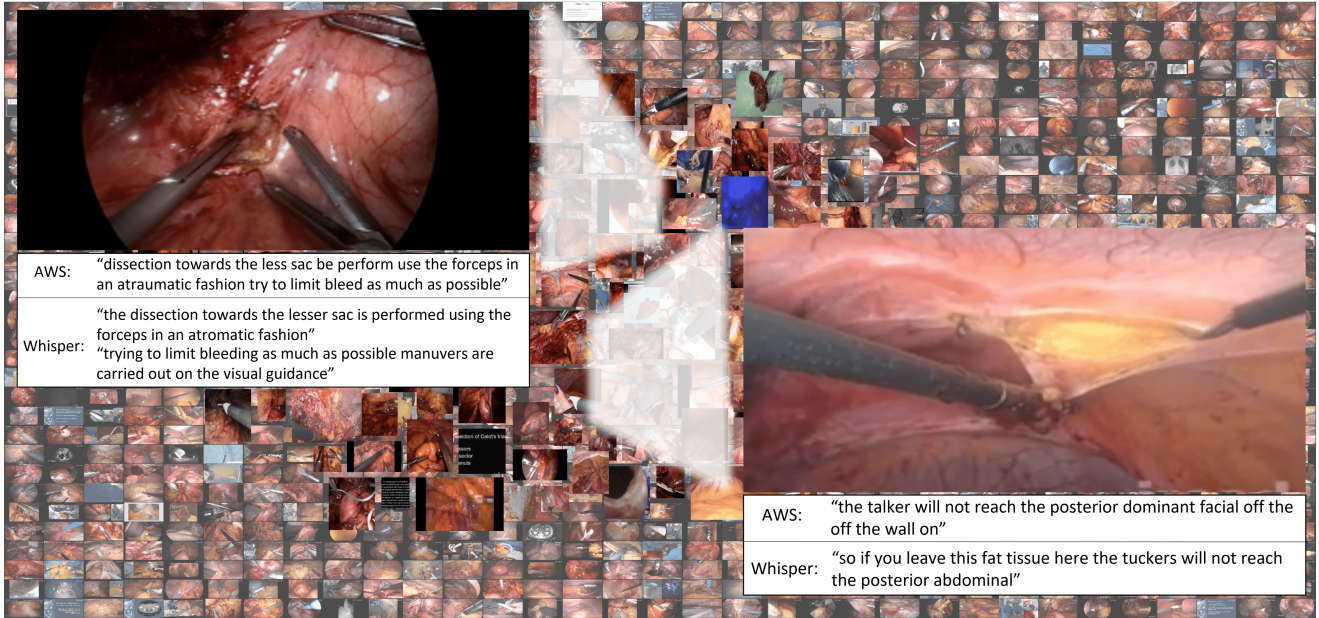 AWS: "dissection towards the less sac be perform use the forceps in
an atraumatic fashion try to limit bleed as much as possible"
Whisper: "the dissection towards the lesser sac is performed using the
forceps in an atromatic fashion"
"trying to limit bleeding as much as possible manuvers are
carried out on the visual guidance"
section of Calot's
AWS: "the talker will not reach the posterior dominant facial off the
off the wall on"
Whisper: "so if you leave this fat tissue here the tuckers will not reach
the posterior abdominal"